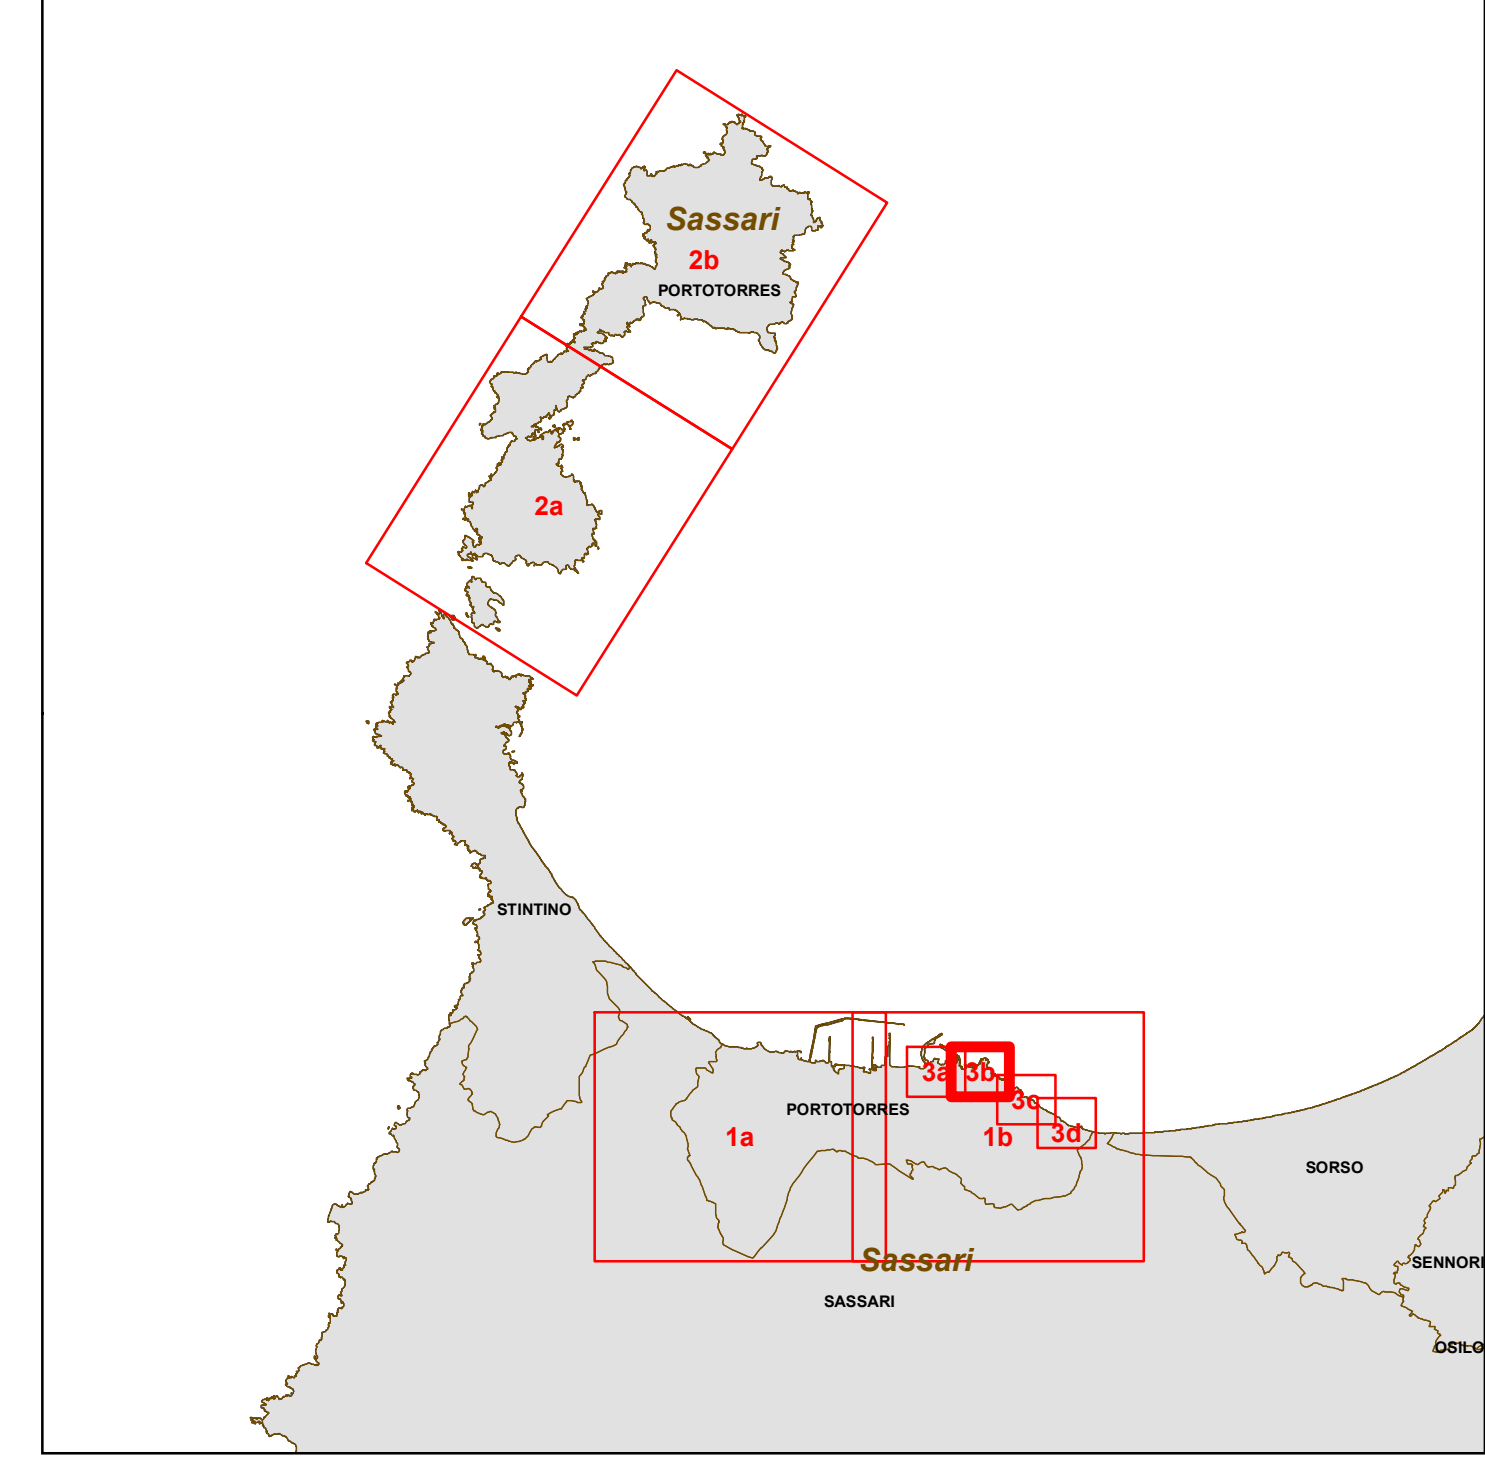 Sassari
2b
PORTOTORRES
2a
STINTINO
3a
3b
3c
PORTOTORRES
1a
1b
3d
SORSO
Sassari
SENNORI
SASSARI
OSILO